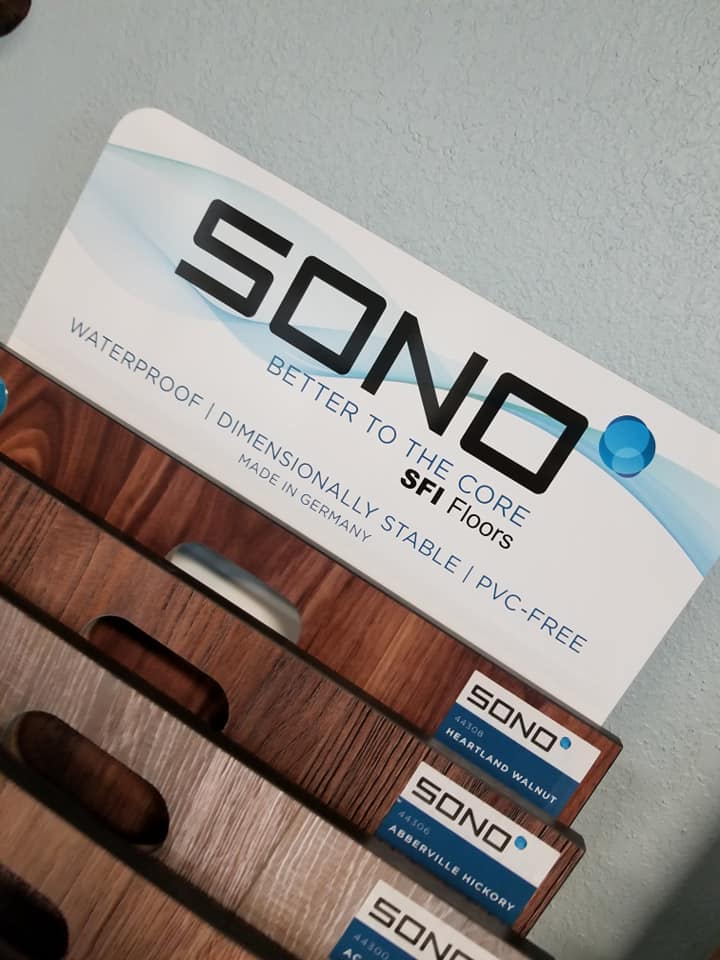 SONO
BETTER TO THE CORE
SFI Floors
WATERPROOF | DIMENSIONALLY STABLE | PVC-FREE
MADE IN GERMANY
SONO
44308
HEARTLAND WALNUT
SONO
44306
ABBERVILLE HICKORY
SONO
44300